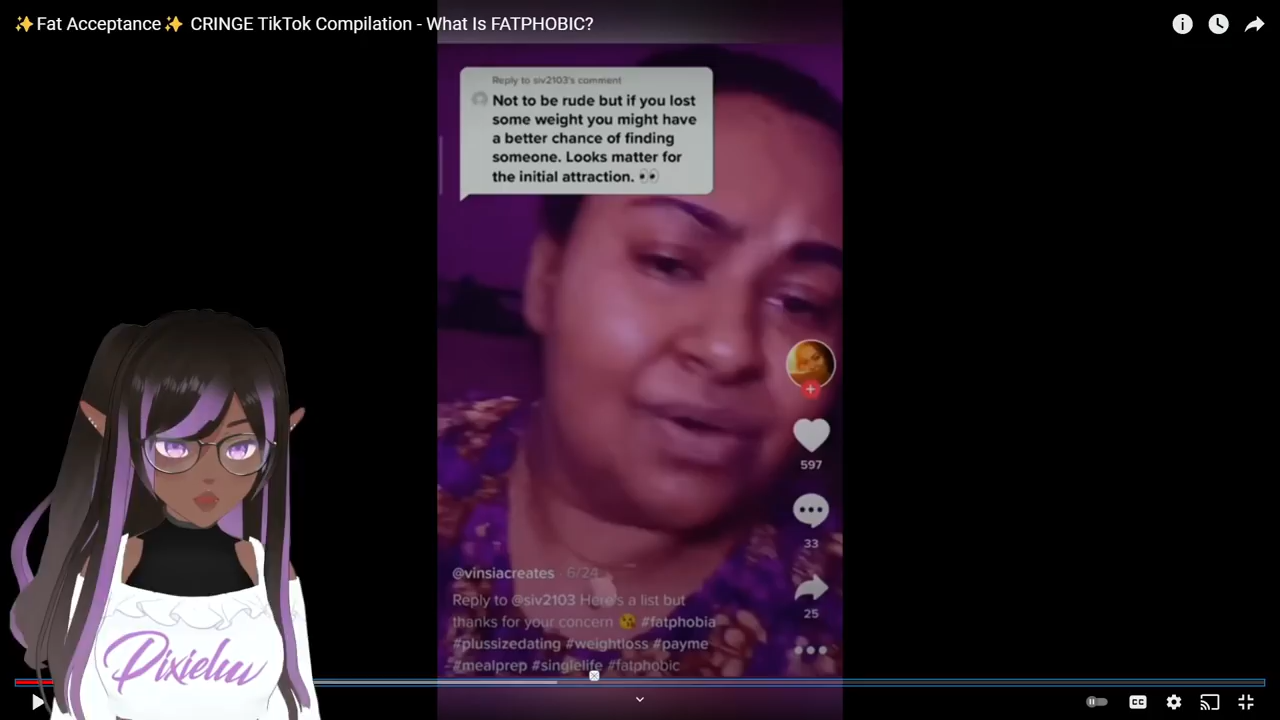 ✨Fat Acceptance✨ CRINGE TikTok Compilation - What Is FATPHOBIC?
Reply to siv2103's comment
Not to be rude but if you lost
some weight you might have
a better chance of finding
someone. Looks matter for
the initial attraction. 👀
597
33
25
@vinsiacreates · 6/24
Reply to @siv2103 Here's a list but
thanks for your concern 😘 #fatphobia
#plussizedating #weightloss #payme
#mealprep #singlelife #fatphobic
Pixieluv
CC